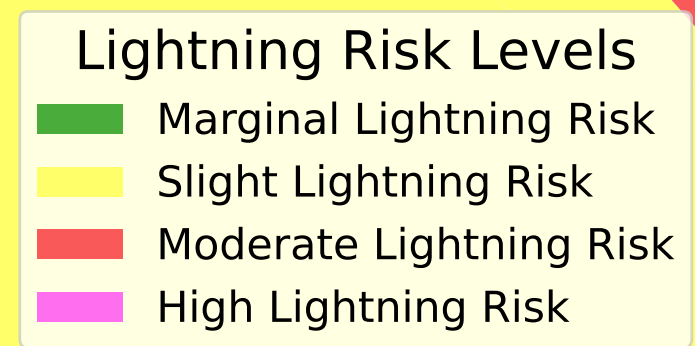 Lightning Risk Levels
Marginal Lightning Risk
Slight Lightning Risk
Moderate Lightning Risk
High Lightning Risk